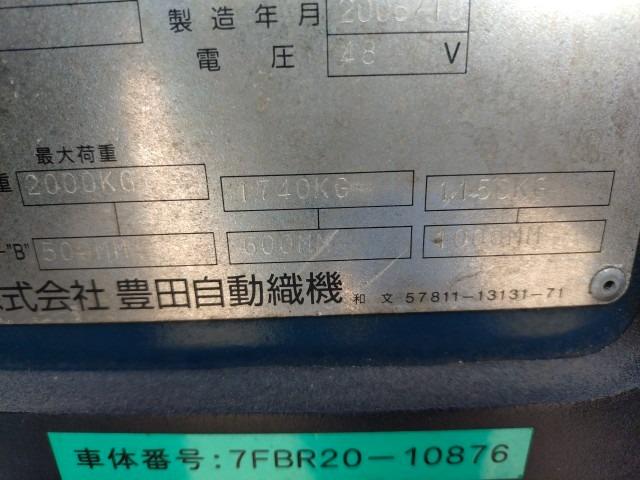 製造年月
電圧 48 V
最大荷重
重 2000KG 1740KG 1150KG
-"B" 600MM 1000MM
式会社 豊田自動織機 和文 57811-13131-71
車体番号:7FBR20-10876